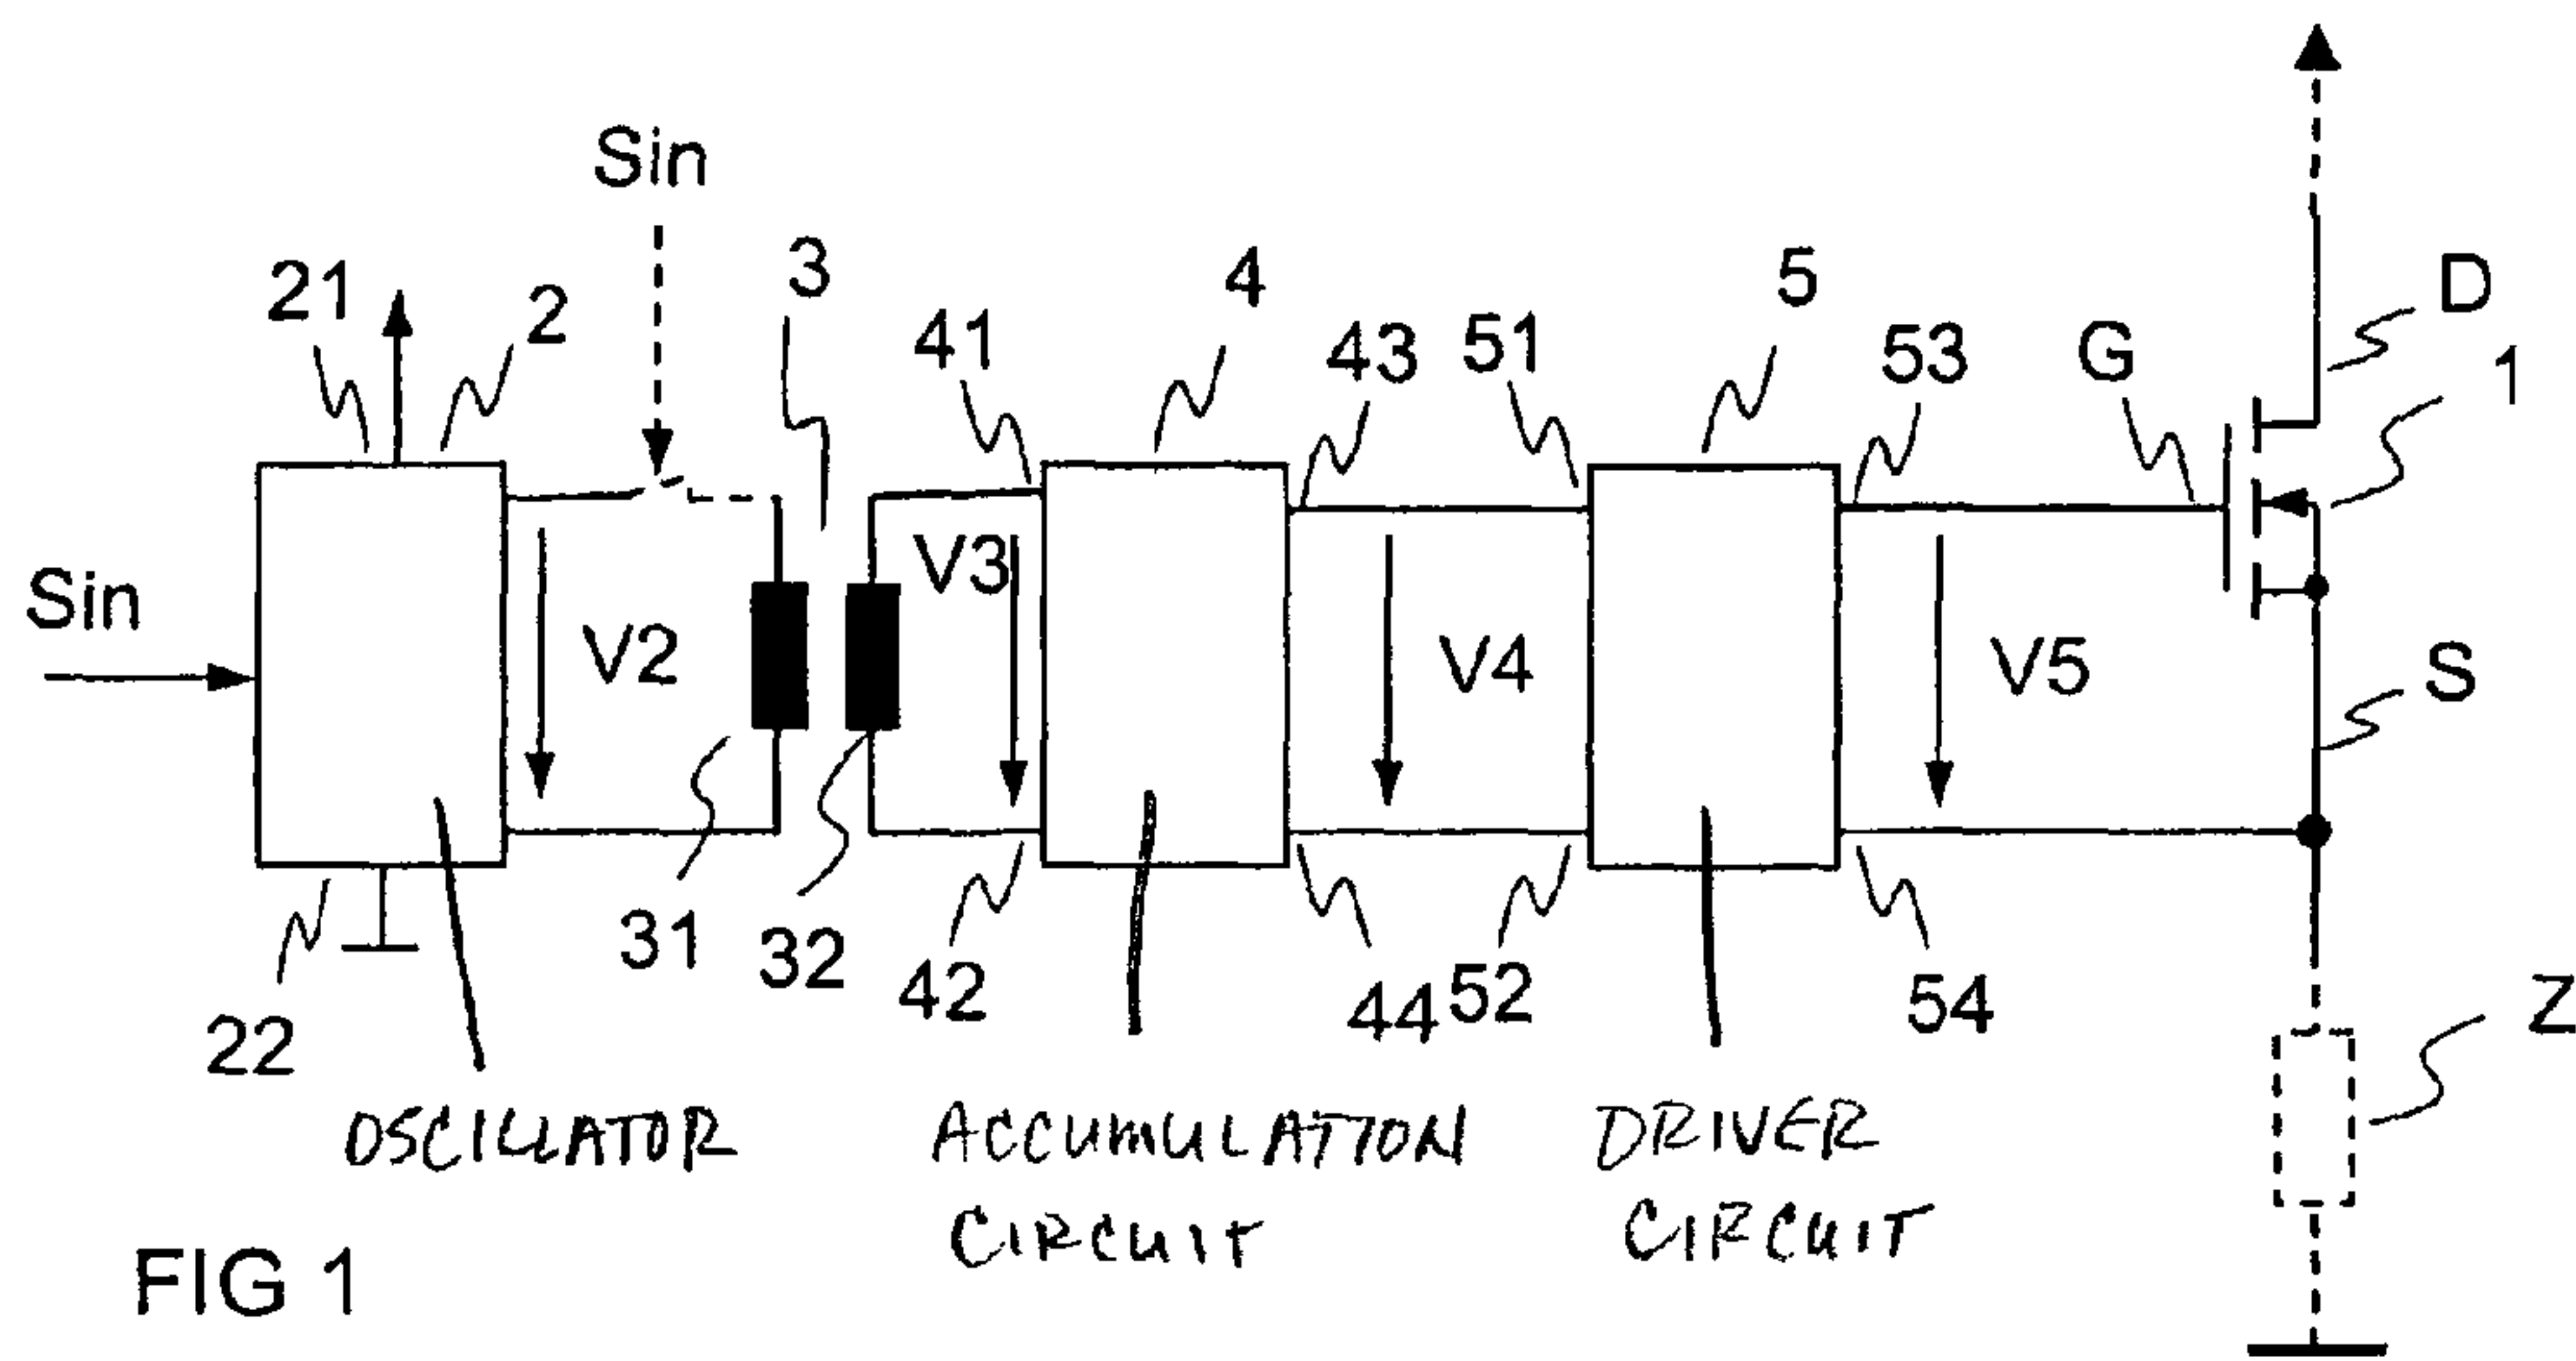 Sin
21
2
3
4
5
D
41
43
51
53
G
1
Sin
V2
V3
V4
V5
S
31
32
42
44
52
54
22
Z
OSCILLATOR
ACCUMULATION
CIRCUIT
DRIVER
CIRCUIT
FIG 1